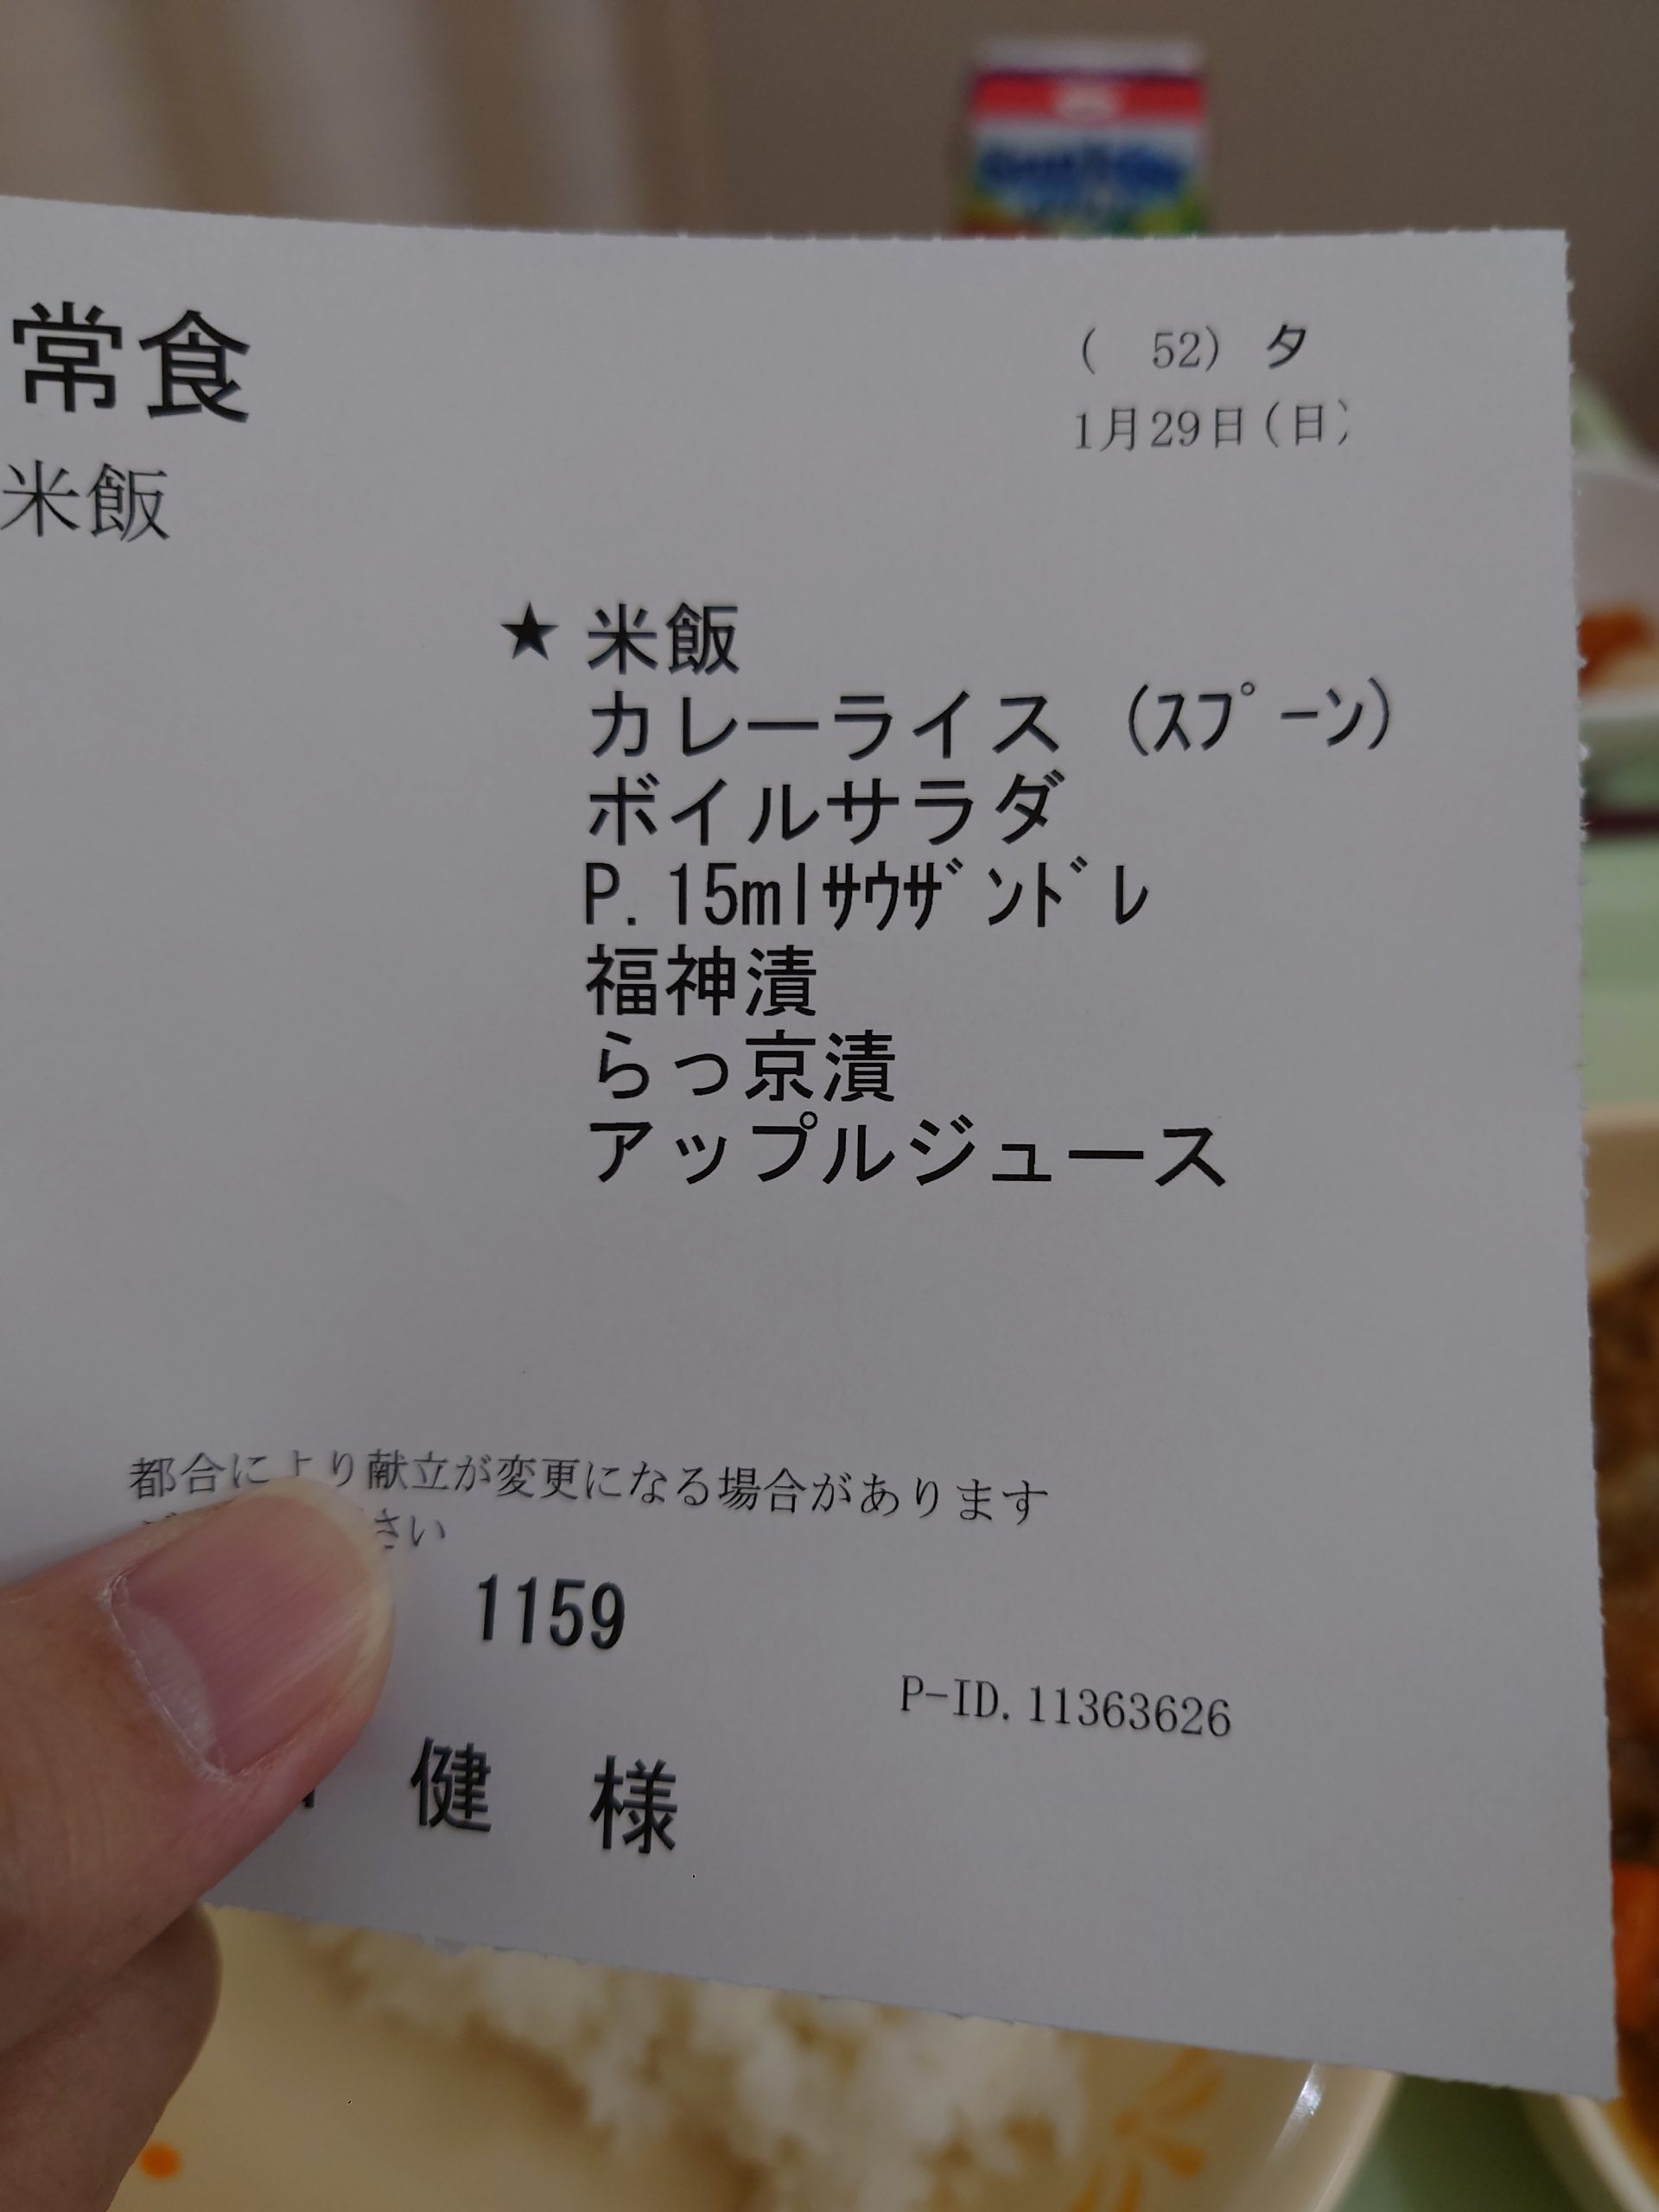 常食
( 52) 夕
1月29日(日)
米飯
★ 米飯
カレーライス (ｽﾌﾟｰﾝ)
ボイルサラダ
P.15mlｻｳｻﾞﾝﾄﾞﾚ
福神漬
らっ京漬
アップルジュース
都合により献立が変更になる場合があります
さい
1159
P-ID.11363626
健 様